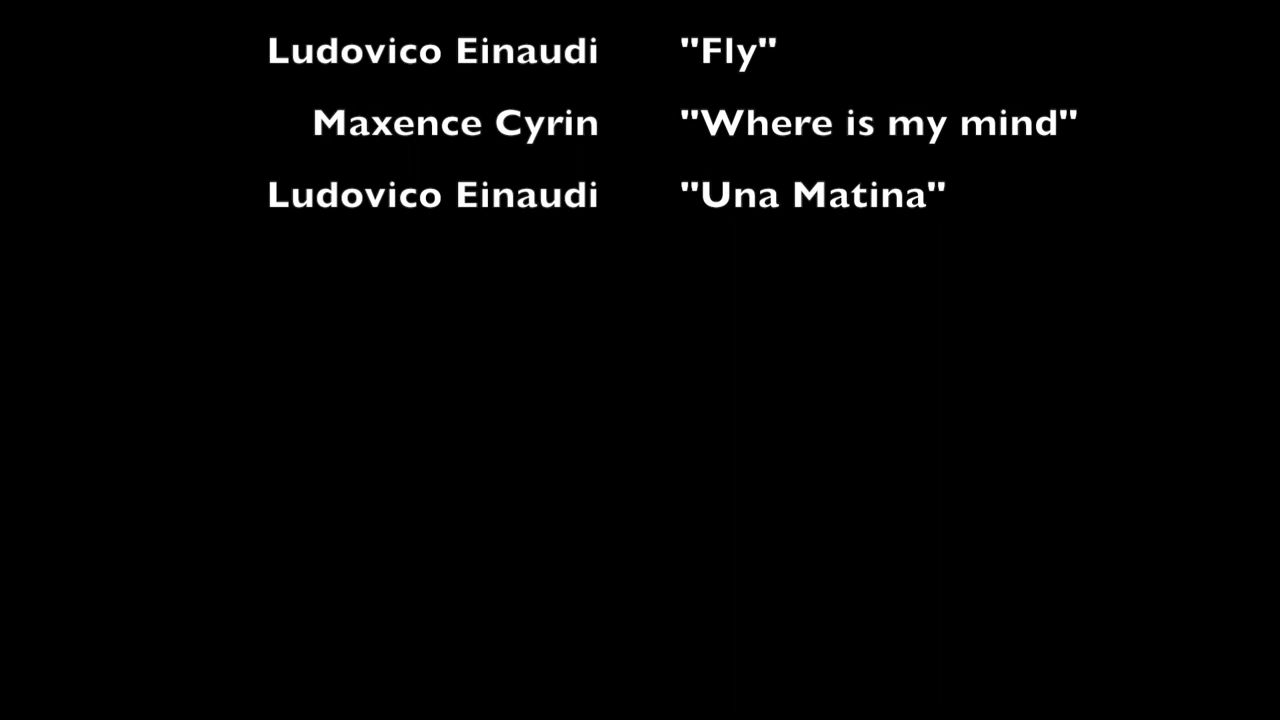 Ludovico Einaudi "Fly"
Maxence Cyrin "Where is my mind"
Ludovico Einaudi "Una Matina"